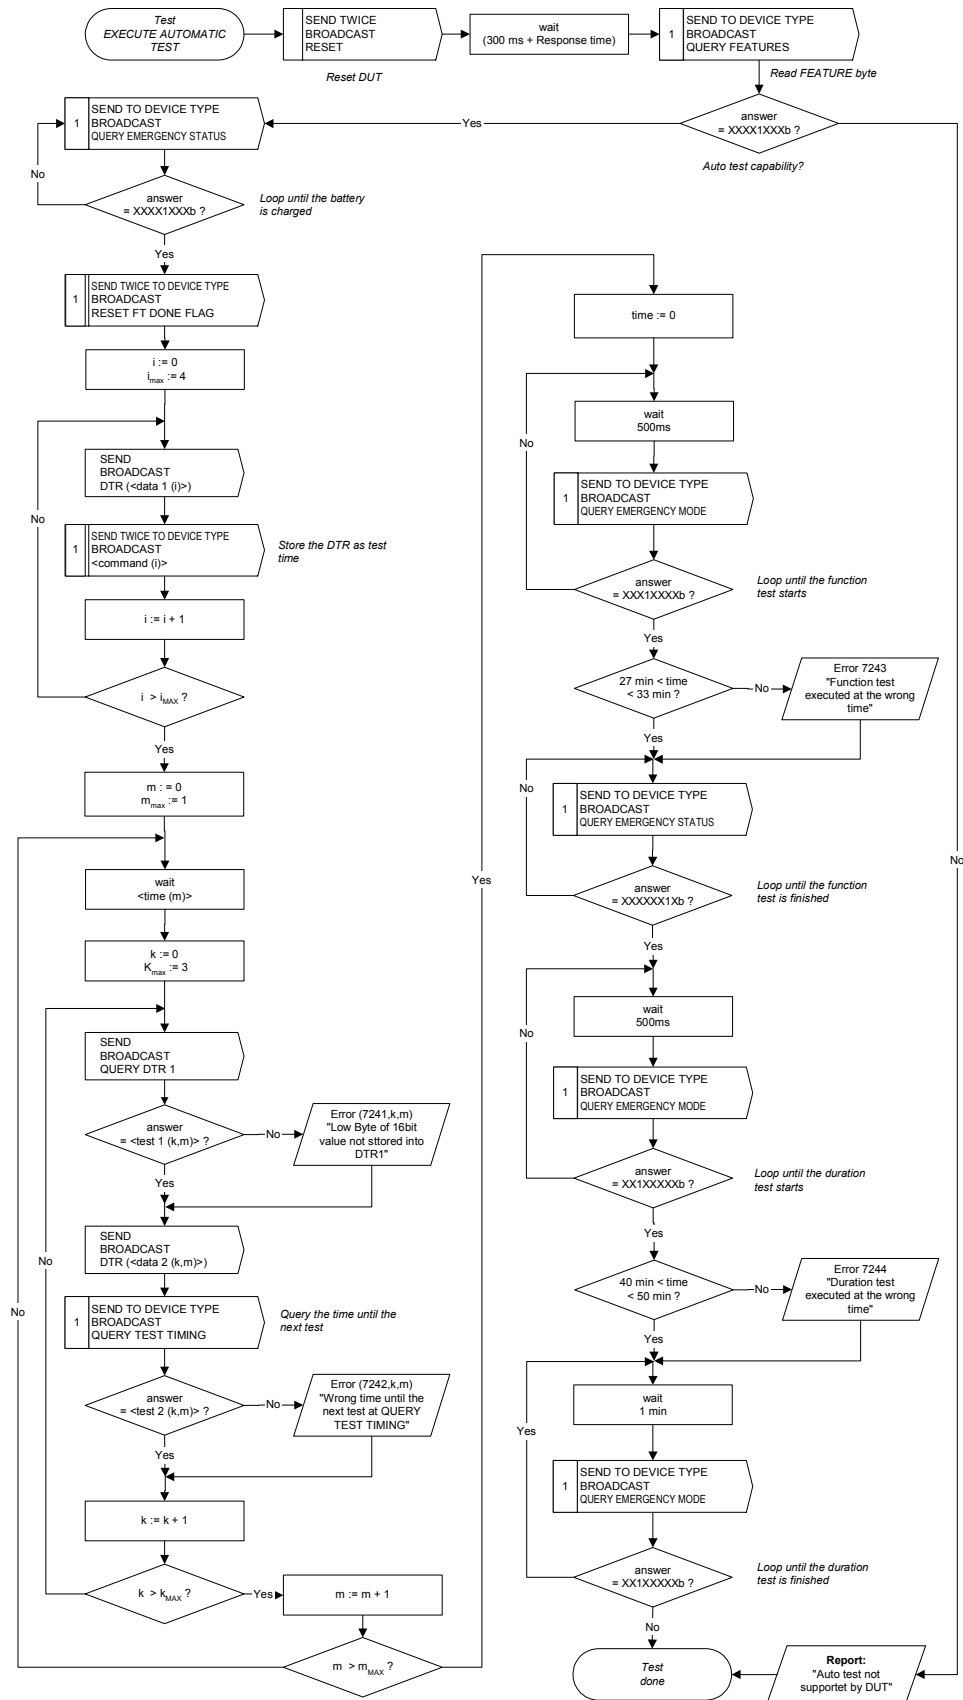 Test
EXECUTE AUTOMATIC
TEST
SEND TWICE
BROADCAST
RESET
wait
(300 ms + Response time)
1
SEND TO DEVICE TYPE
BROADCAST
QUERY FEATURES
Reset DUT
Read FEATURE byte
answer
= XXXX1XXXb ?
Yes
No
Auto test capability?
1
SEND TO DEVICE TYPE
BROADCAST
QUERY EMERGENCY STATUS
No
answer
= XXXX1XXXb ?
Loop until the battery
is charged
Yes
1
SEND TWICE TO DEVICE TYPE
BROADCAST
RESET FT DONE FLAG
i := 0
imax := 4
SEND
BROADCAST
DTR (<data 1 (i)>)
No
1
SEND TWICE TO DEVICE TYPE
BROADCAST
<command (i)>
Store the DTR as test
time
i := i + 1
i > iMAX ?
Yes
m : = 0
mmax := 1
wait
<time (m)>
k := 0
Kmax := 3
SEND
BROADCAST
QUERY DTR 1
answer
= <test 1 (k,m)> ?
No
Error (7241,k,m)
"Low Byte of 16bit
value not sttored into
DTR1"
Yes
SEND
BROADCAST
DTR (<data 2 (k,m)>)
No
No
1
SEND TO DEVICE TYPE
BROADCAST
QUERY TEST TIMING
Query the time until the
next test
answer
= <test 2 (k,m)> ?
No
Error (7242,k,m)
"Wrong time until the
next test at QUERY
TEST TIMING"
Yes
k := k + 1
k > kMAX ?
Yes
m := m + 1
m > mMAX ?
Yes
time := 0
wait
500ms
No
1
SEND TO DEVICE TYPE
BROADCAST
QUERY EMERGENCY MODE
answer
= XXX1XXXXb ?
Loop until the function
test starts
Yes
27 min < time
< 33 min ?
No
Error 7243
"Function test
executed at the wrong
time"
Yes
No
1
SEND TO DEVICE TYPE
BROADCAST
QUERY EMERGENCY STATUS
answer
= XXXXXX1Xb ?
Loop until the function
test is finished
Yes
wait
500ms
No
1
SEND TO DEVICE TYPE
BROADCAST
QUERY EMERGENCY MODE
answer
= XX1XXXXXb ?
Loop until the duration
test starts
Yes
40 min < time
< 50 min ?
No
Error 7244
"Duration test
executed at the wrong
time"
Yes
wait
1 min
Yes
1
SEND TO DEVICE TYPE
BROADCAST
QUERY EMERGENCY MODE
answer
= XX1XXXXXb ?
Loop until the duration
test is finished
No
Test
done
Report:
"Auto test not
supportet by DUT"